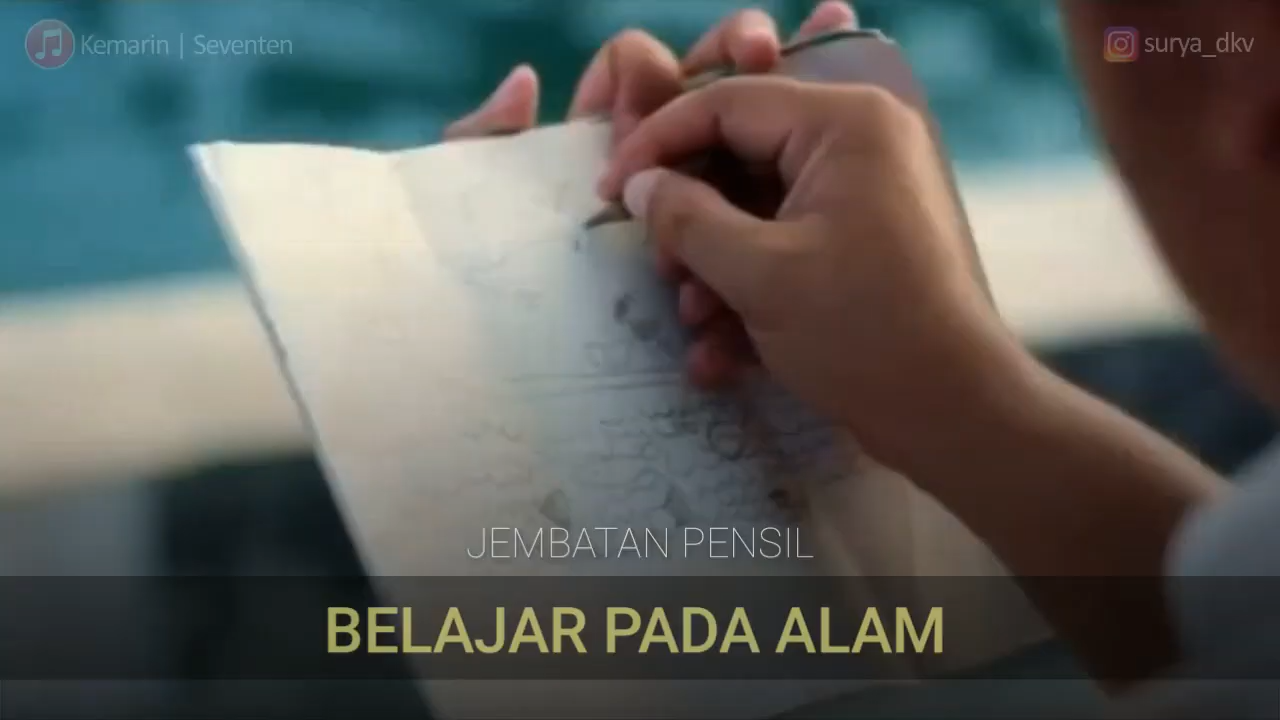 Kemarin | Seventen
surya_dkv
JEMBATAN PENSIL
BELAJAR PADA ALAM